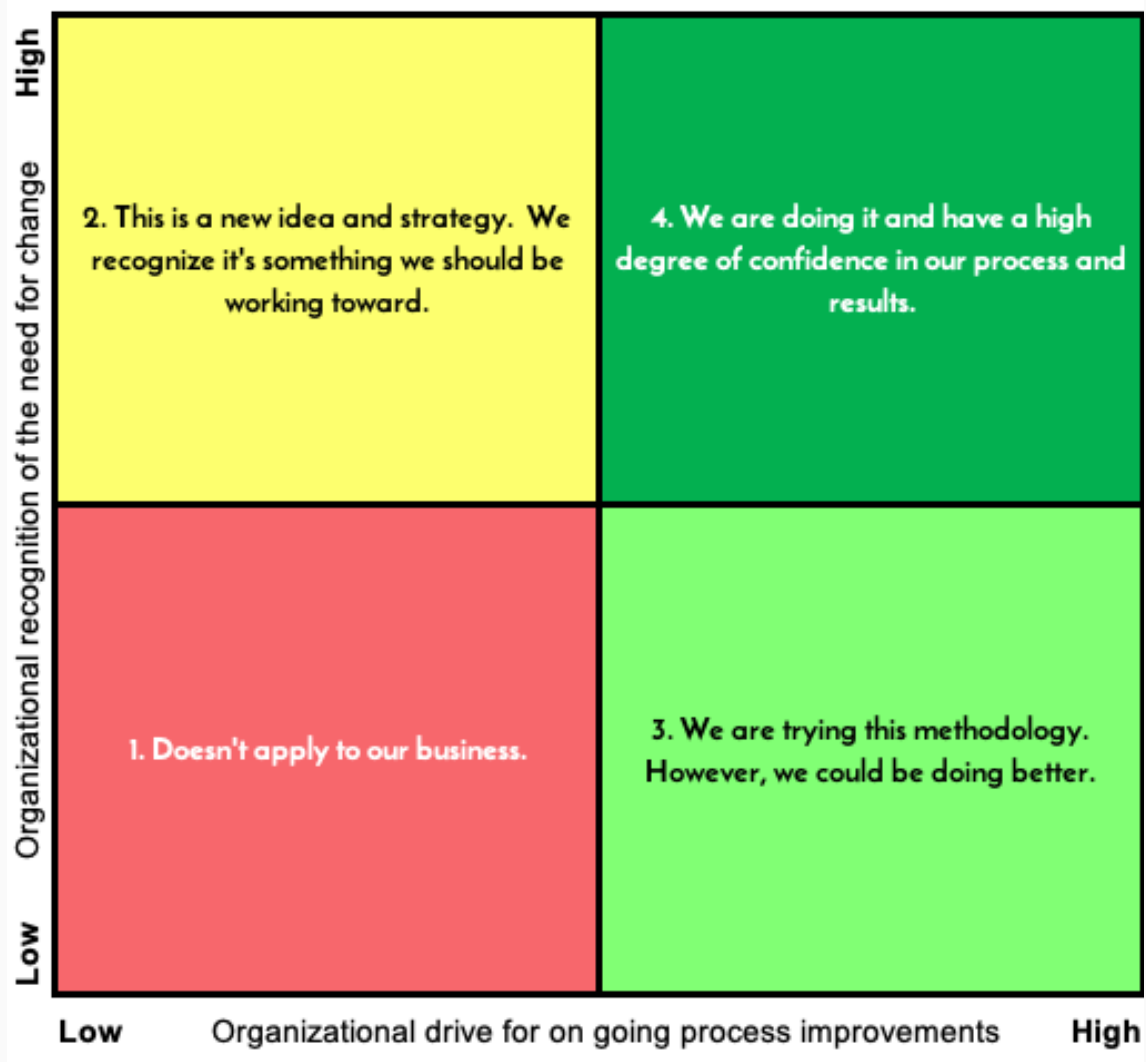 High
Organizational recognition of the need for change
Low
2. This is a new idea and strategy.  We
recognize it's something we should be
working toward.
4. We are doing it and have a high
degree of confidence in our process and
results.
1. Doesn't apply to our business.
3. We are trying this methodology.
However, we could be doing better.
Low Organizational drive for on going process improvements High